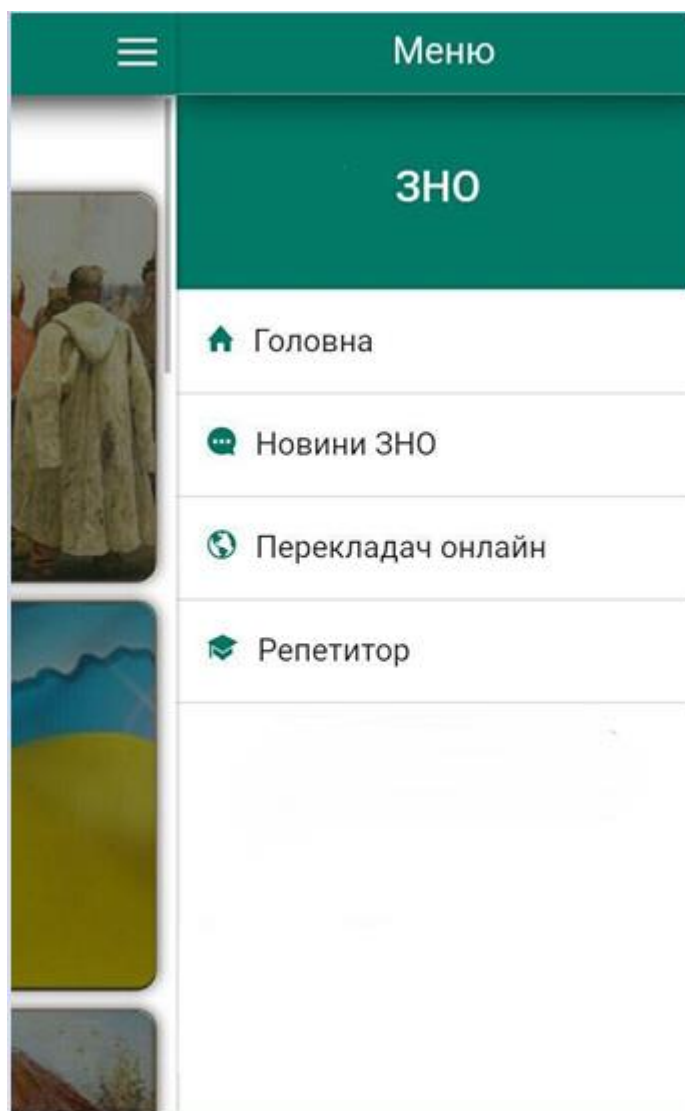 Меню
ЗНО
Головна
Новини ЗНО
Перекладач онлайн
Репетитор